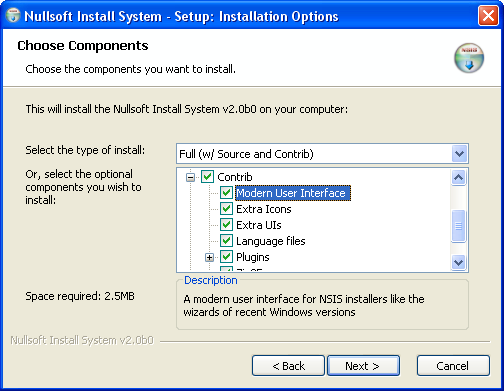 Nullsoft Install System - Setup: Installation Options
Choose Components
Choose the components you want to install.
This will install the Nullsoft Install System v2.0b0 on your computer:
Select the type of install:
Full (w/ Source and Contrib)
Or, select the optional
components you wish to
install:
Contrib
Modern User Interface
Extra Icons
Extra UIs
Language files
Plugins
Space required: 2.5MB
Description
A modern user interface for NSIS installers like the
wizards of recent Windows versions
Nullsoft Install System v2.0b0
< Back
Next >
Cancel